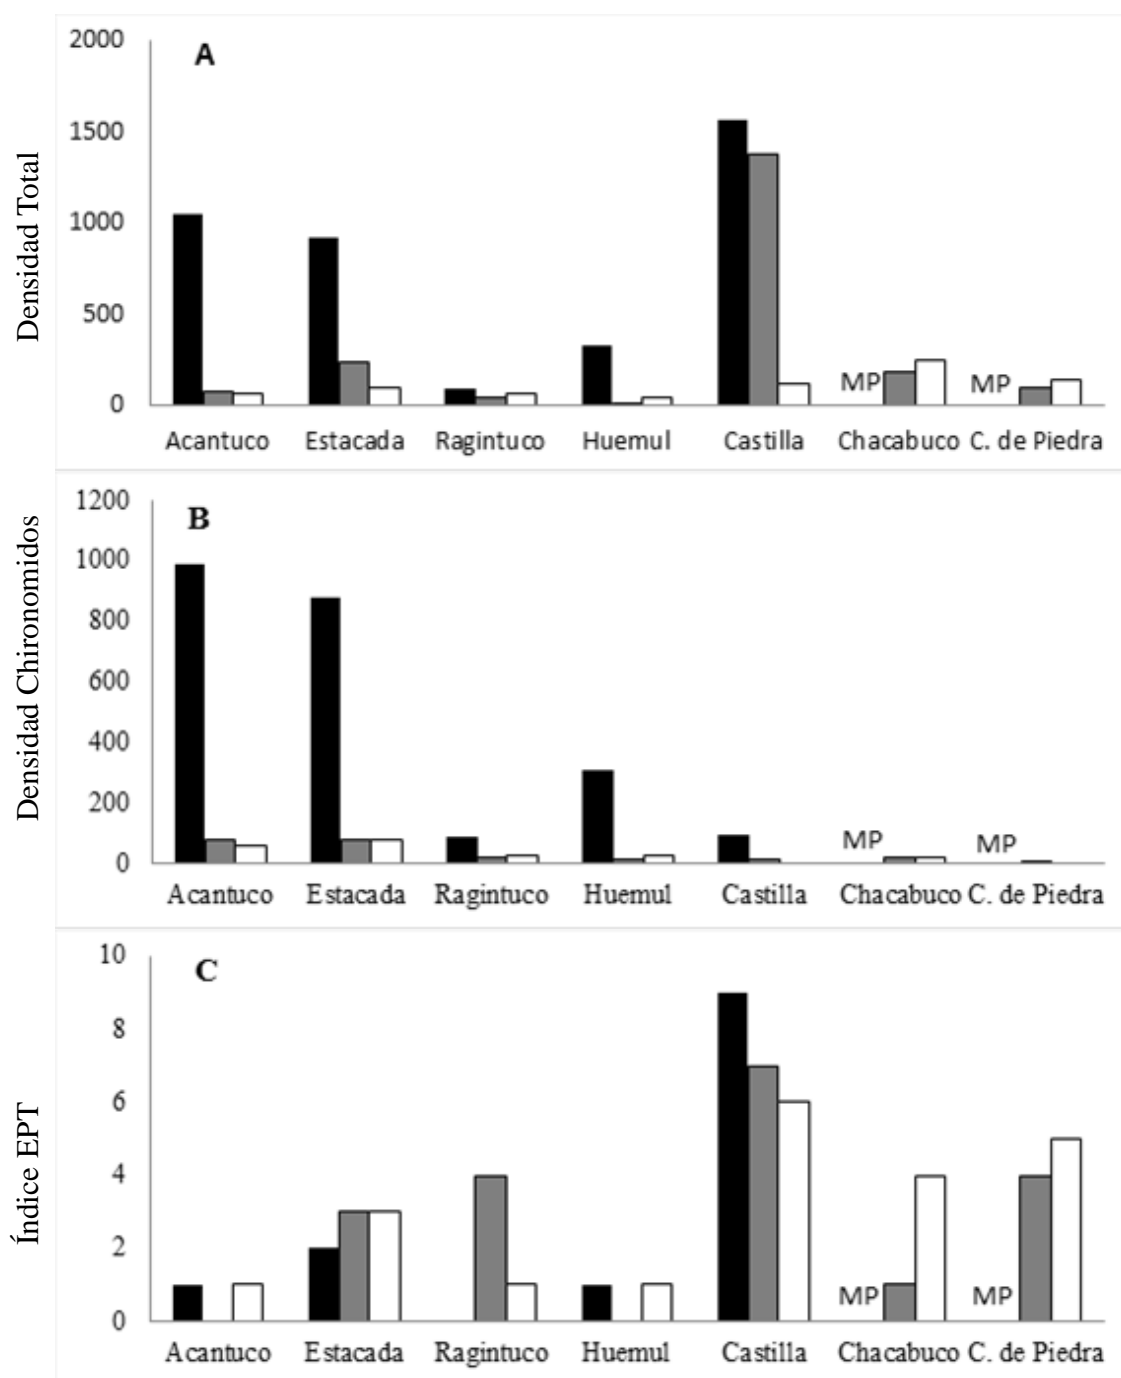 Densidad Total
A
2000
1500
1000
500
0
MP
MP
Acantuco Estacada Ragintuco Huemul Castilla Chacabuco C. de Piedra
Densidad Chironomidos
B
1200
1000
800
600
400
200
0
MP
MP
Acantuco Estacada Ragintuco Huemul Castilla Chacabuco C. de Piedra
Índice EPT
C
10
8
6
4
2
0
MP
MP
Acantuco Estacada Ragintuco Huemul Castilla Chacabuco C. de Piedra